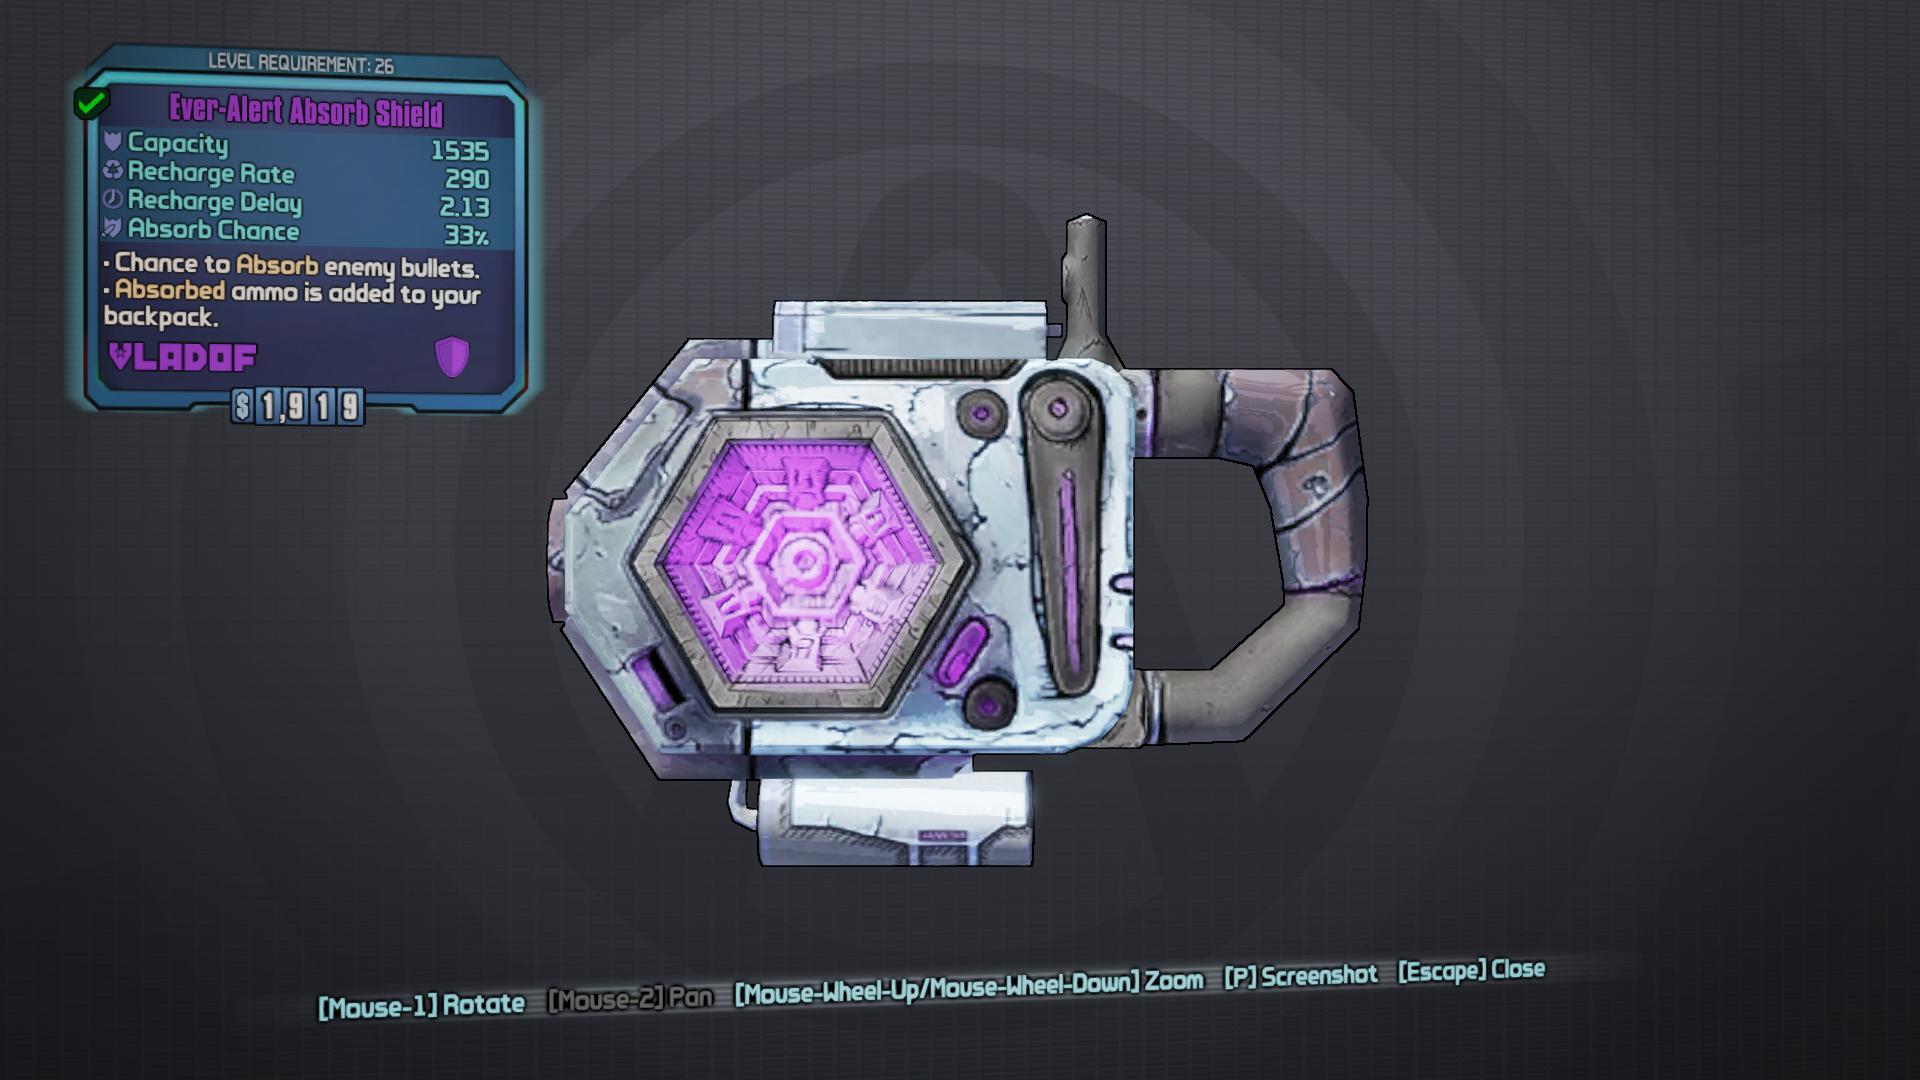 LEVEL REQUIREMENT: 26
Ever-Alert Absorb Shield
Capacity 1535
Recharge Rate 290
Recharge Delay 2.13
Absorb Chance 33%
• Chance to Absorb enemy bullets.
• Absorbed ammo is added to your
backpack.
VLADOF
$ 1,919
[Mouse-1] Rotate [Mouse-2] Pan [Mouse-Wheel-Up/Mouse-Wheel-Down] Zoom [P] Screenshot [Escape] Close